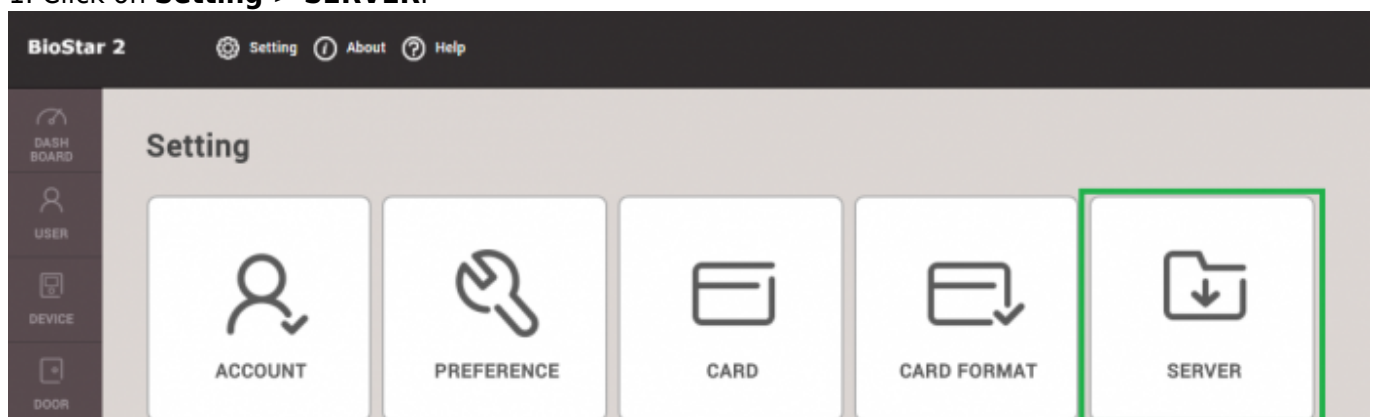 1. Click on Setting > SERVER.
BioStar 2 Setting About Help
DASH
BOARD
Setting
USER
DEVICE
ACCOUNT PREFERENCE CARD CARD FORMAT SERVER
DOOR